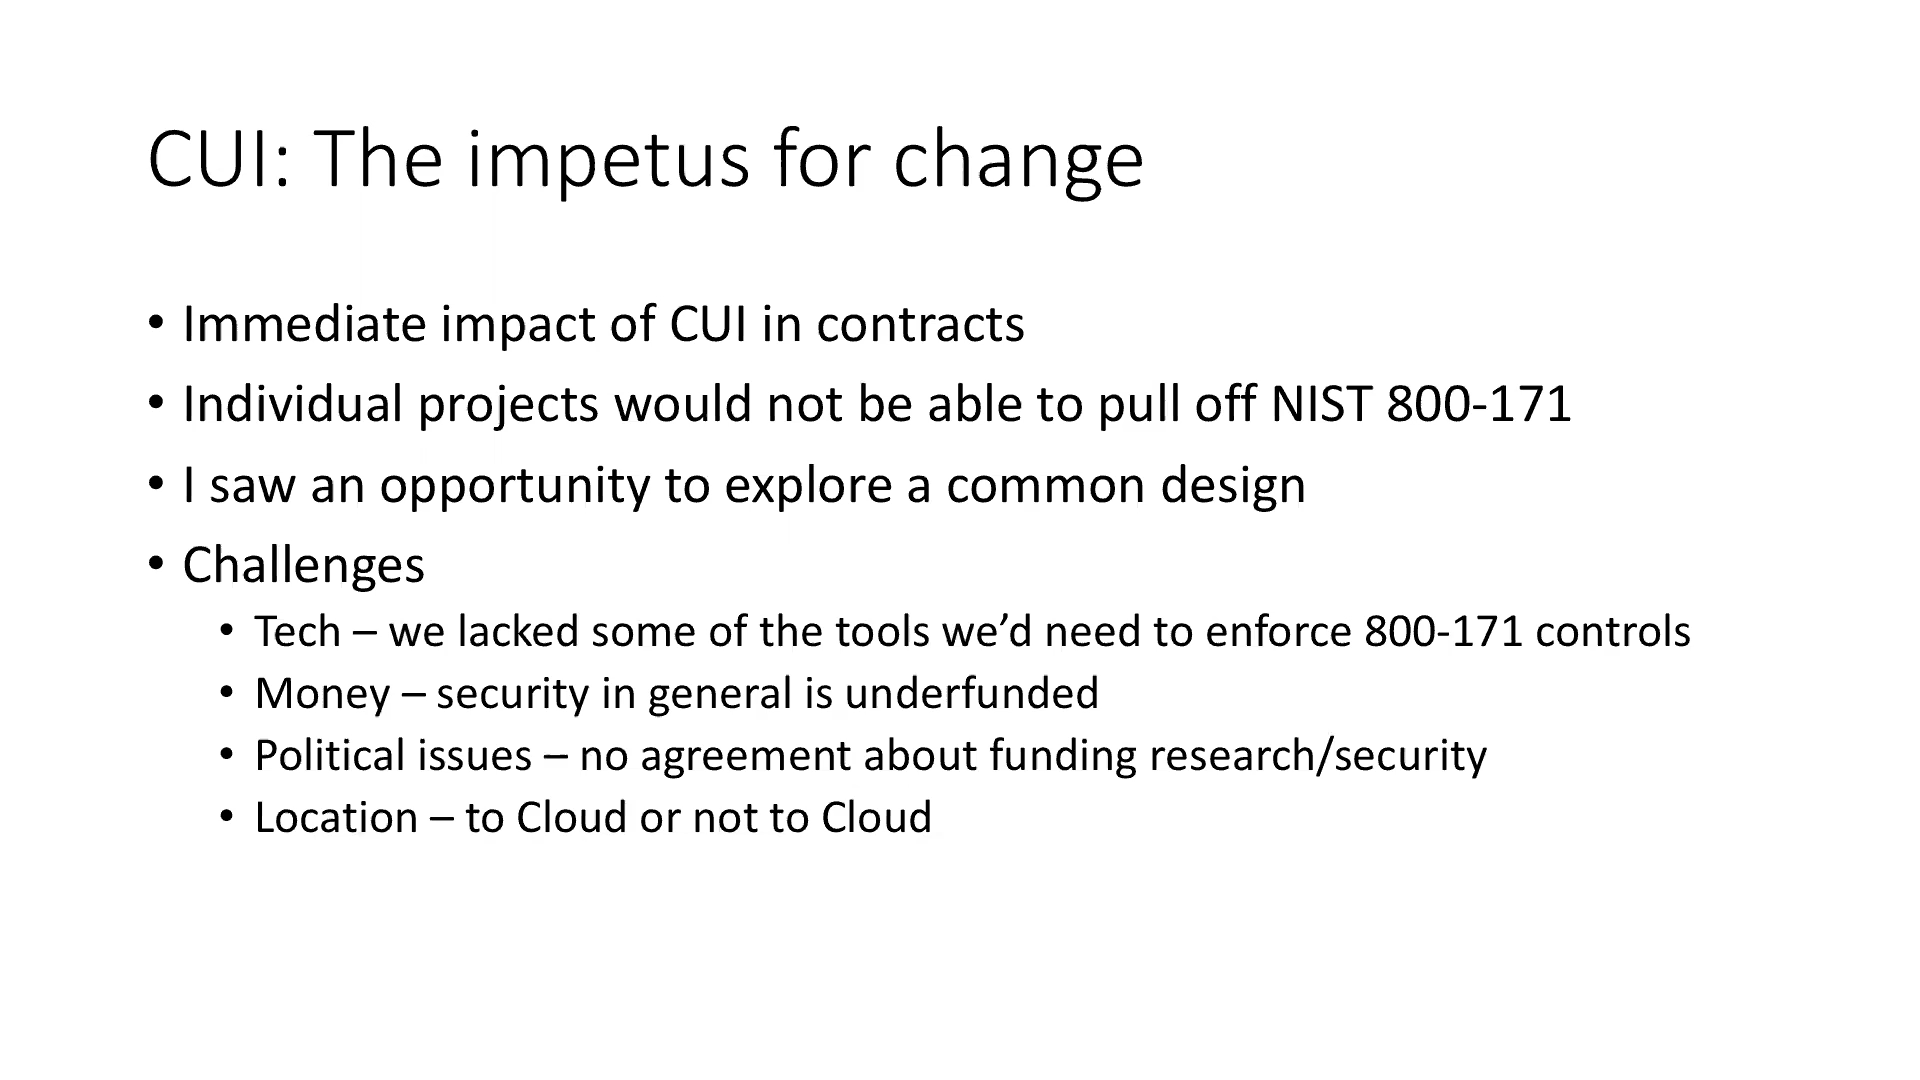 CUI: The impetus for change
• Immediate impact of CUI in contracts
• Individual projects would not be able to pull off NIST 800-171
• I saw an opportunity to explore a common design
• Challenges
• Tech – we lacked some of the tools we’d need to enforce 800-171 controls
• Money – security in general is underfunded
• Political issues – no agreement about funding research/security
• Location – to Cloud or not to Cloud